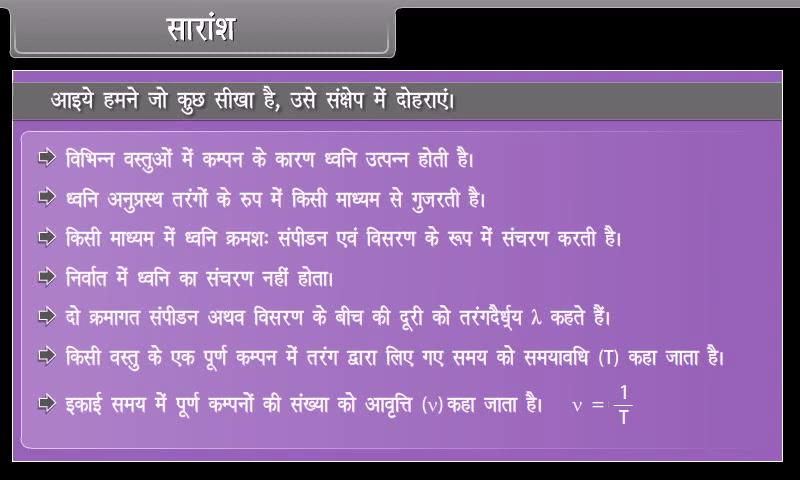 सारांश
आइये हमने जो कुछ सीखा है, उसे संक्षेप में दोहराएं।
विभिन्न वस्तुओं में कम्पन के कारण ध्वनि उत्पन्न होती है।
ध्वनि अनुप्रस्थ तरंगों के रुप में किसी माध्यम से गुजरती है।
किसी माध्यम में ध्वनि क्रमशः संपीडन एवं विसरण के रूप में संचरण करती है।
निर्वात में ध्वनि का संचरण नहीं होता।
दो क्रमागत संपीडन अथव विसरण के बीच की दूरी को तरंगदैर्ध्य λ कहते हैं।
किसी वस्तु के एक पूर्ण कम्पन में तरंग द्वारा लिए गए समय को समयावधि (T) कहा जाता है।
इकाई समय में पूर्ण कम्पनों की संख्या को आवृत्ति (ν) कहा जाता है। ν = 1/T